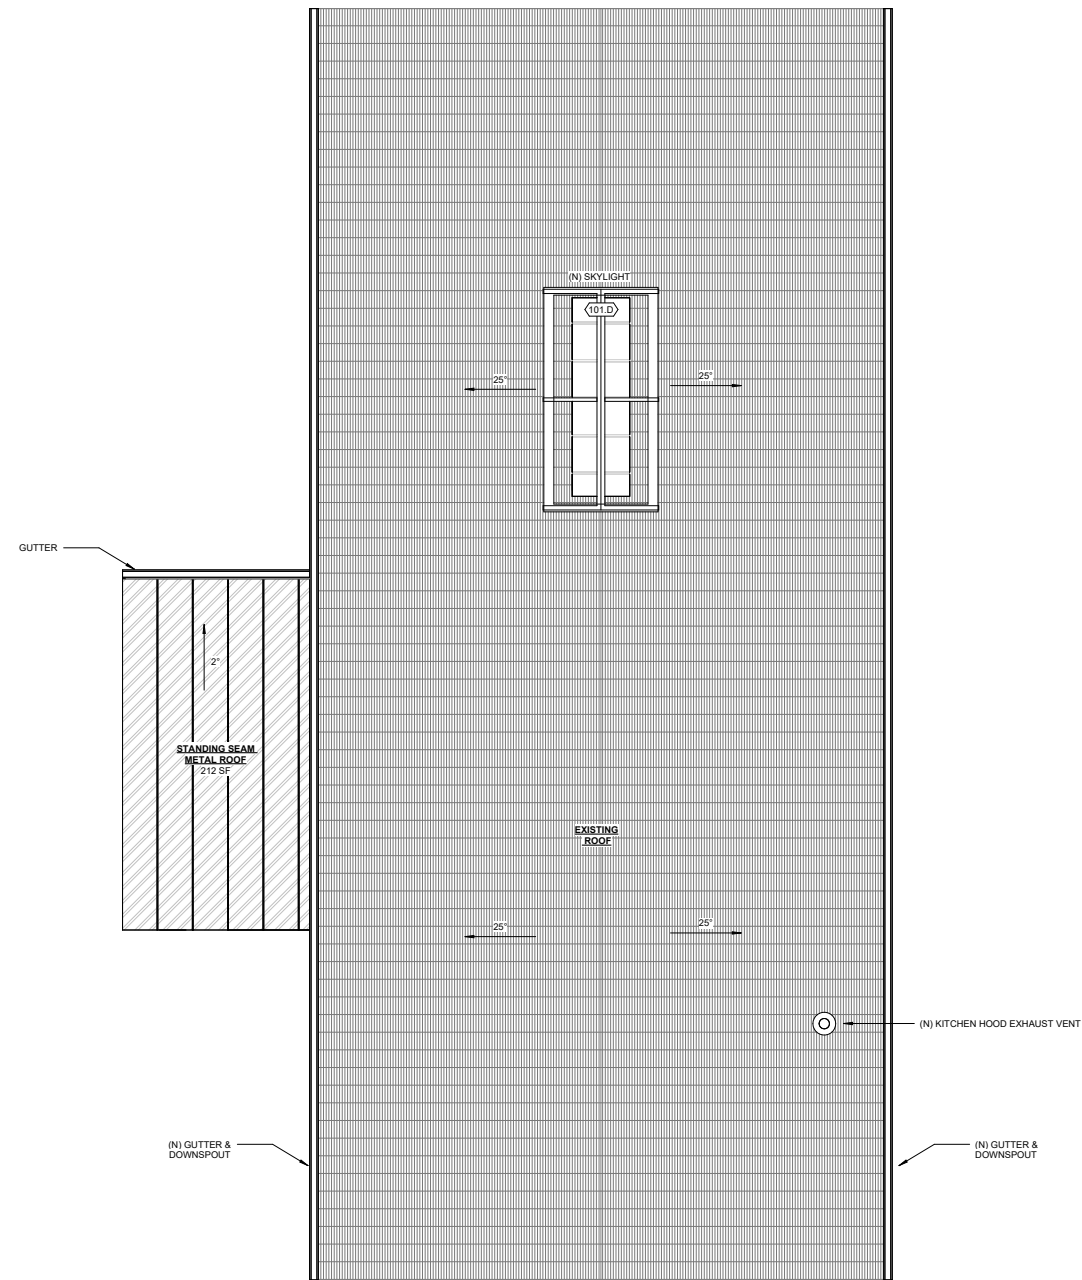 (N) SKYLIGHT
101.D
25°
25°
GUTTER
2°
STANDING SEAM
METAL ROOF
212 SF
EXISTING
ROOF
25°
25°
(N) KITCHEN HOOD EXHAUST VENT
(N) GUTTER &
DOWNSPOUT
(N) GUTTER &
DOWNSPOUT